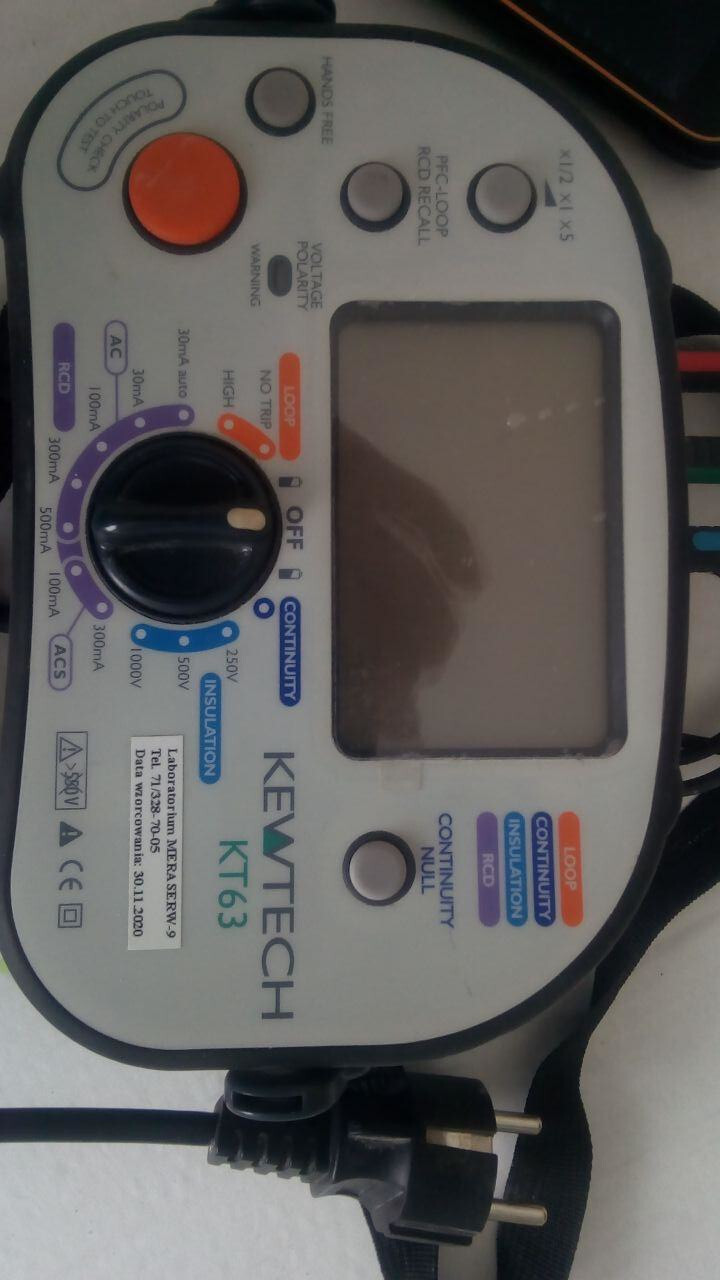 x1/2 x1 x5
PFC-LOOP
RCD RECALL
HANDS FREE
POLARITY CHECK
TOUCH TO TEST
VOLTAGE
POLARITY
WARNING
LOOP
CONTINUITY
INSULATION
RCD
CONTINUITY
NULL
LOOP
NO TRIP
HIGH
OFF
CONTINUITY
30mA auto
30mA
AC
100mA
RCD
300mA
500mA
100mA
300mA
ACS
250V
500V
1000V
INSULATION
KEWTECH
KT63
Laboratorium MERA SERW-9
Tel. 71/328-70-05
Data wzorcowania: 30.11.2020
CE